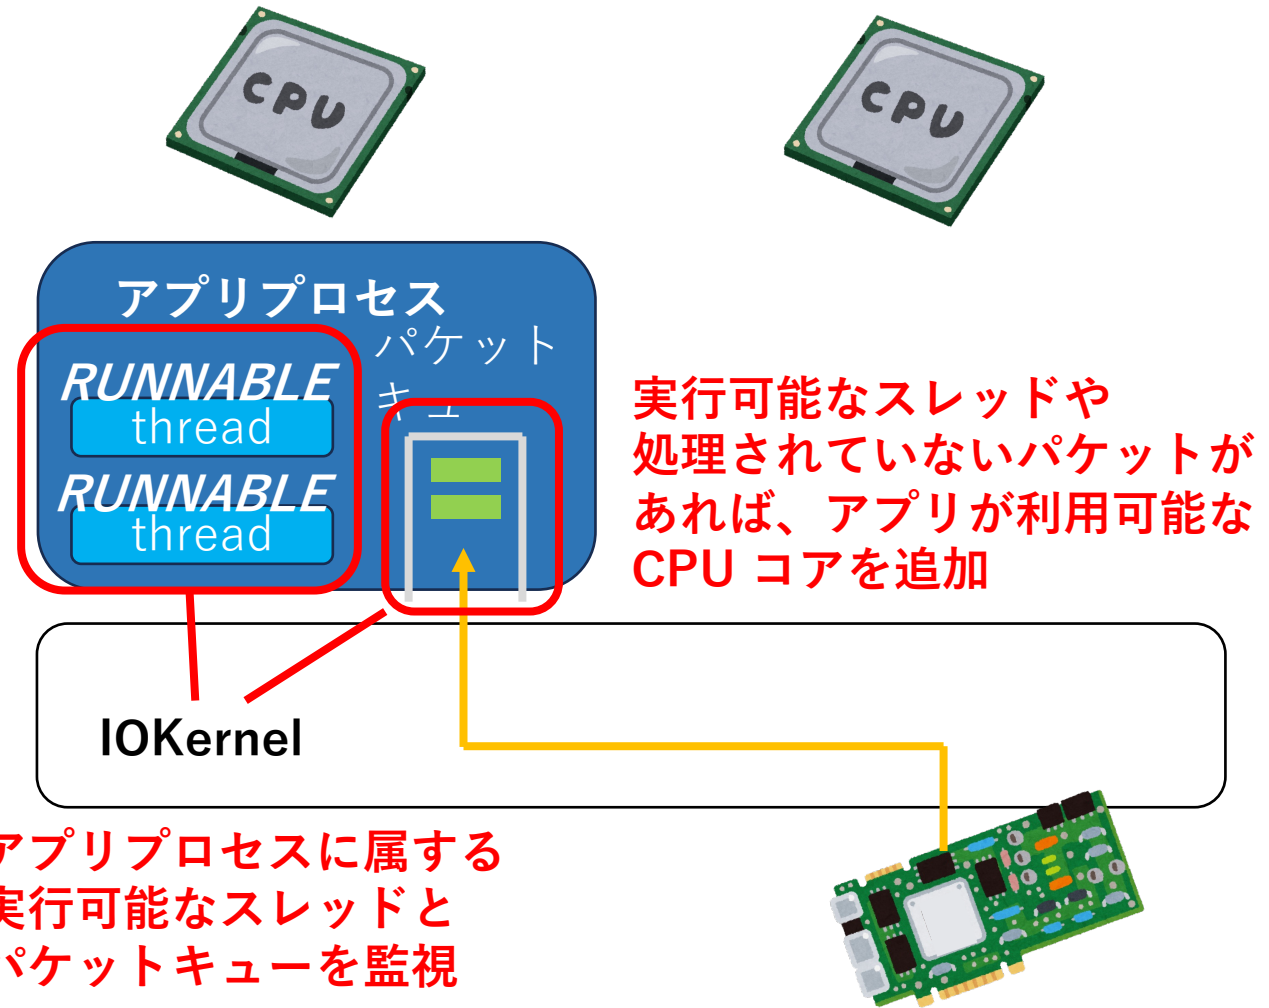 CPU
CPU
アプリプロセス
パケット
キュー
RUNNABLE
thread
RUNNABLE
thread
実行可能なスレッドや
処理されていないパケットが
あれば、アプリが利用可能な
CPU コアを追加
IOKernel
アプリプロセスに属する
実行可能なスレッドと
パケットキューを監視